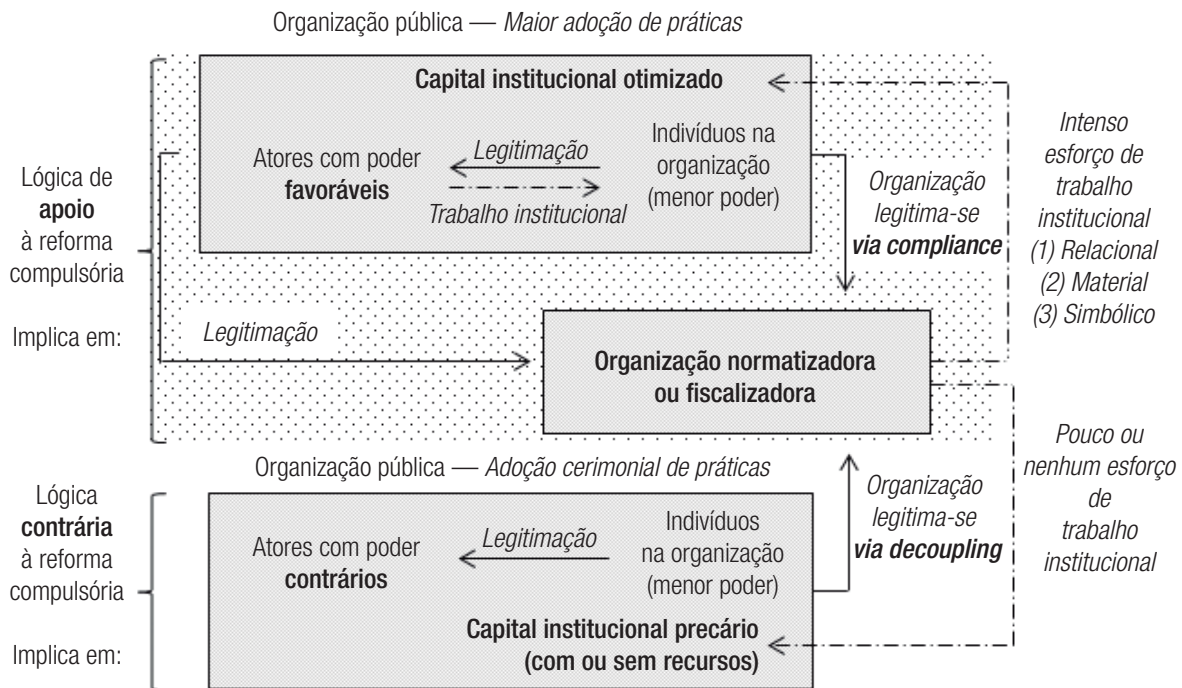 Organização pública — Maior adoção de práticas
Capital institucional otimizado
Lógica de
apoio
à reforma
compulsória
Implica em:
Atores com poder
favoráveis
Legitimação
Trabalho institucional
Indivíduos na
organização
(menor poder)
Organização
legitima-se
via compliance
Intenso
esforço de
trabalho
institucional
(1) Relacional
(2) Material
(3) Simbólico
Legitimação
Organização normatizadora
ou fiscalizadora
Organização pública — Adoção cerimonial de práticas
Lógica
contrária
à reforma
compulsória
Implica em:
Atores com poder
contrários
Legitimação
Indivíduos
na organização
(menor poder)
Capital institucional precário
(com ou sem recursos)
Organização
legitima-se
via decoupling
Pouco ou
nenhum esforço
de
trabalho
institucional